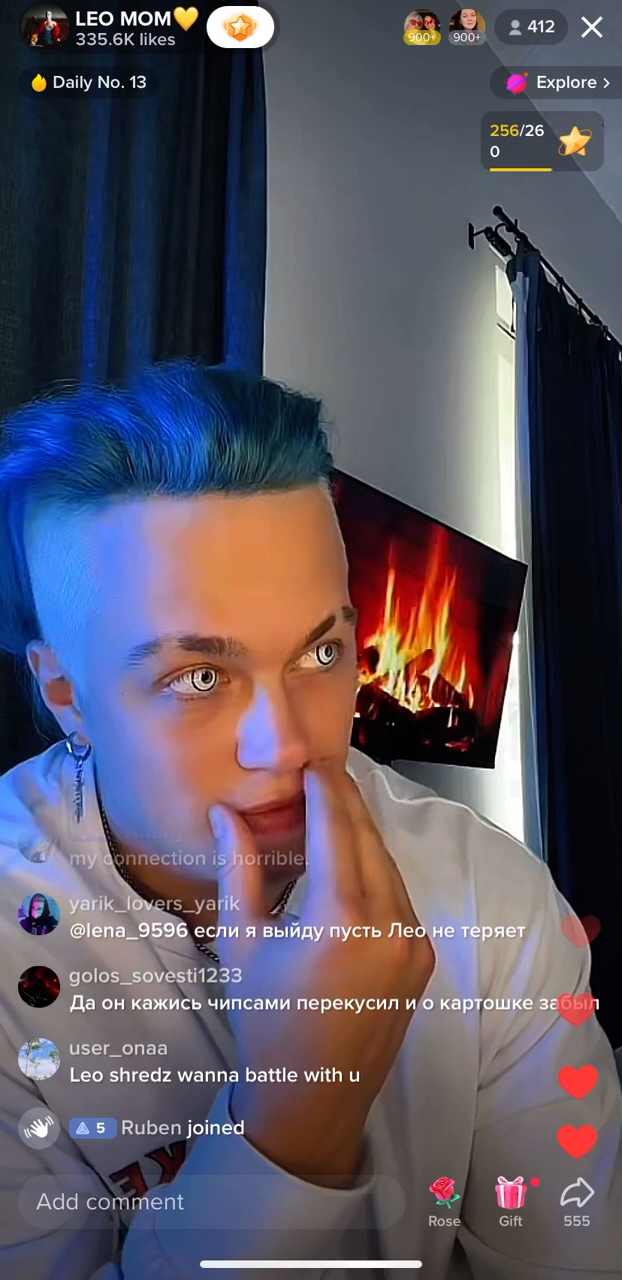 LEO MOM💛
335.6K likes
900+
900+
412
Daily No. 13
Explore >
256/26
0
my connection is horrible.
yarik_lovers_yarik
@lena_9596 если я выйду пусть Лео не теряет
golos_sovesti1233
Да он кажись чипсами перекусил и о картошке забыл
user_onaa
Leo shredz wanna battle with u
5 Ruben joined
Add comment
Rose
Gift
555